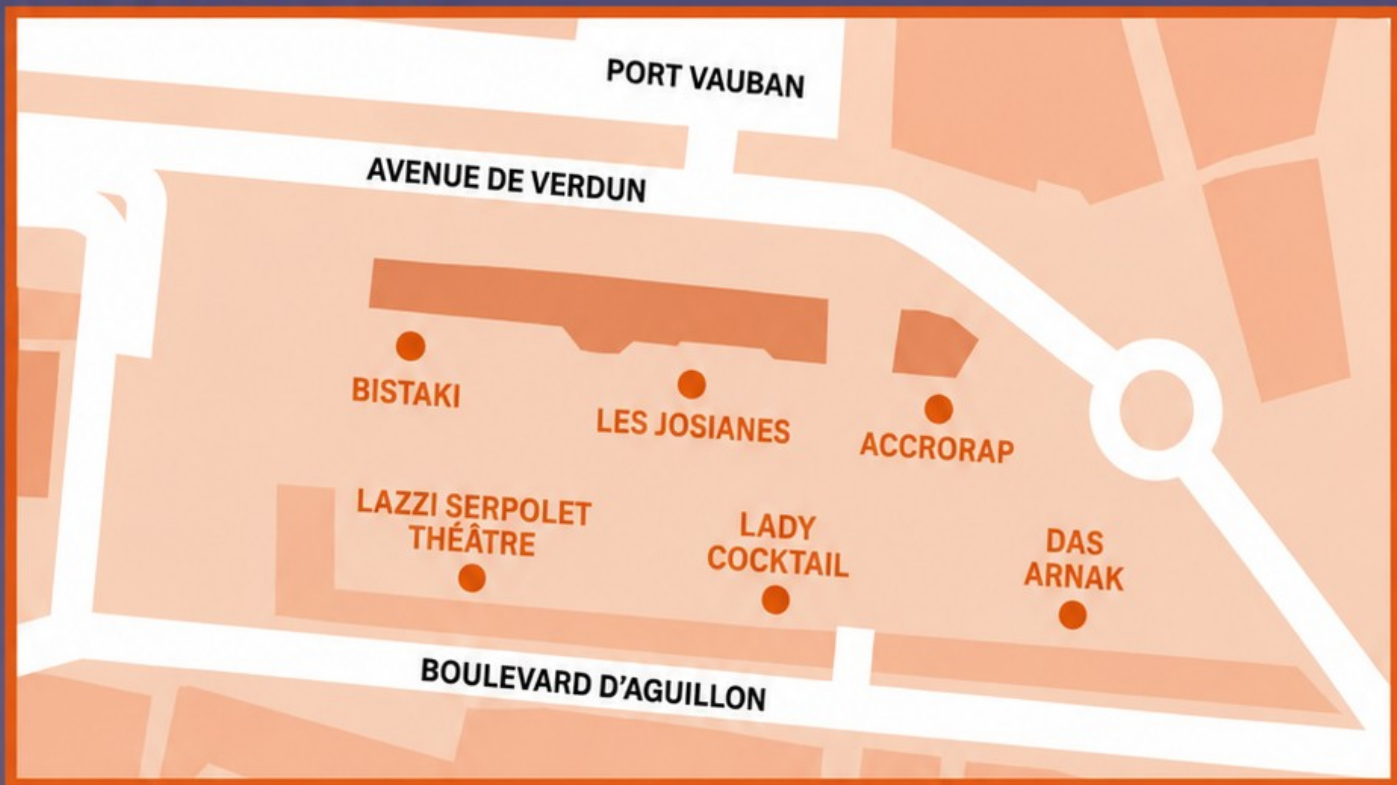 PORT VAUBAN
AVENUE DE VERDUN
BISTAKI
LES JOSIANES
ACCRORAP
LAZZI SERPOLET
THÉÂTRE
LADY
COCKTAIL
DAS
ARNAK
BOULEVARD D’AGUILLON